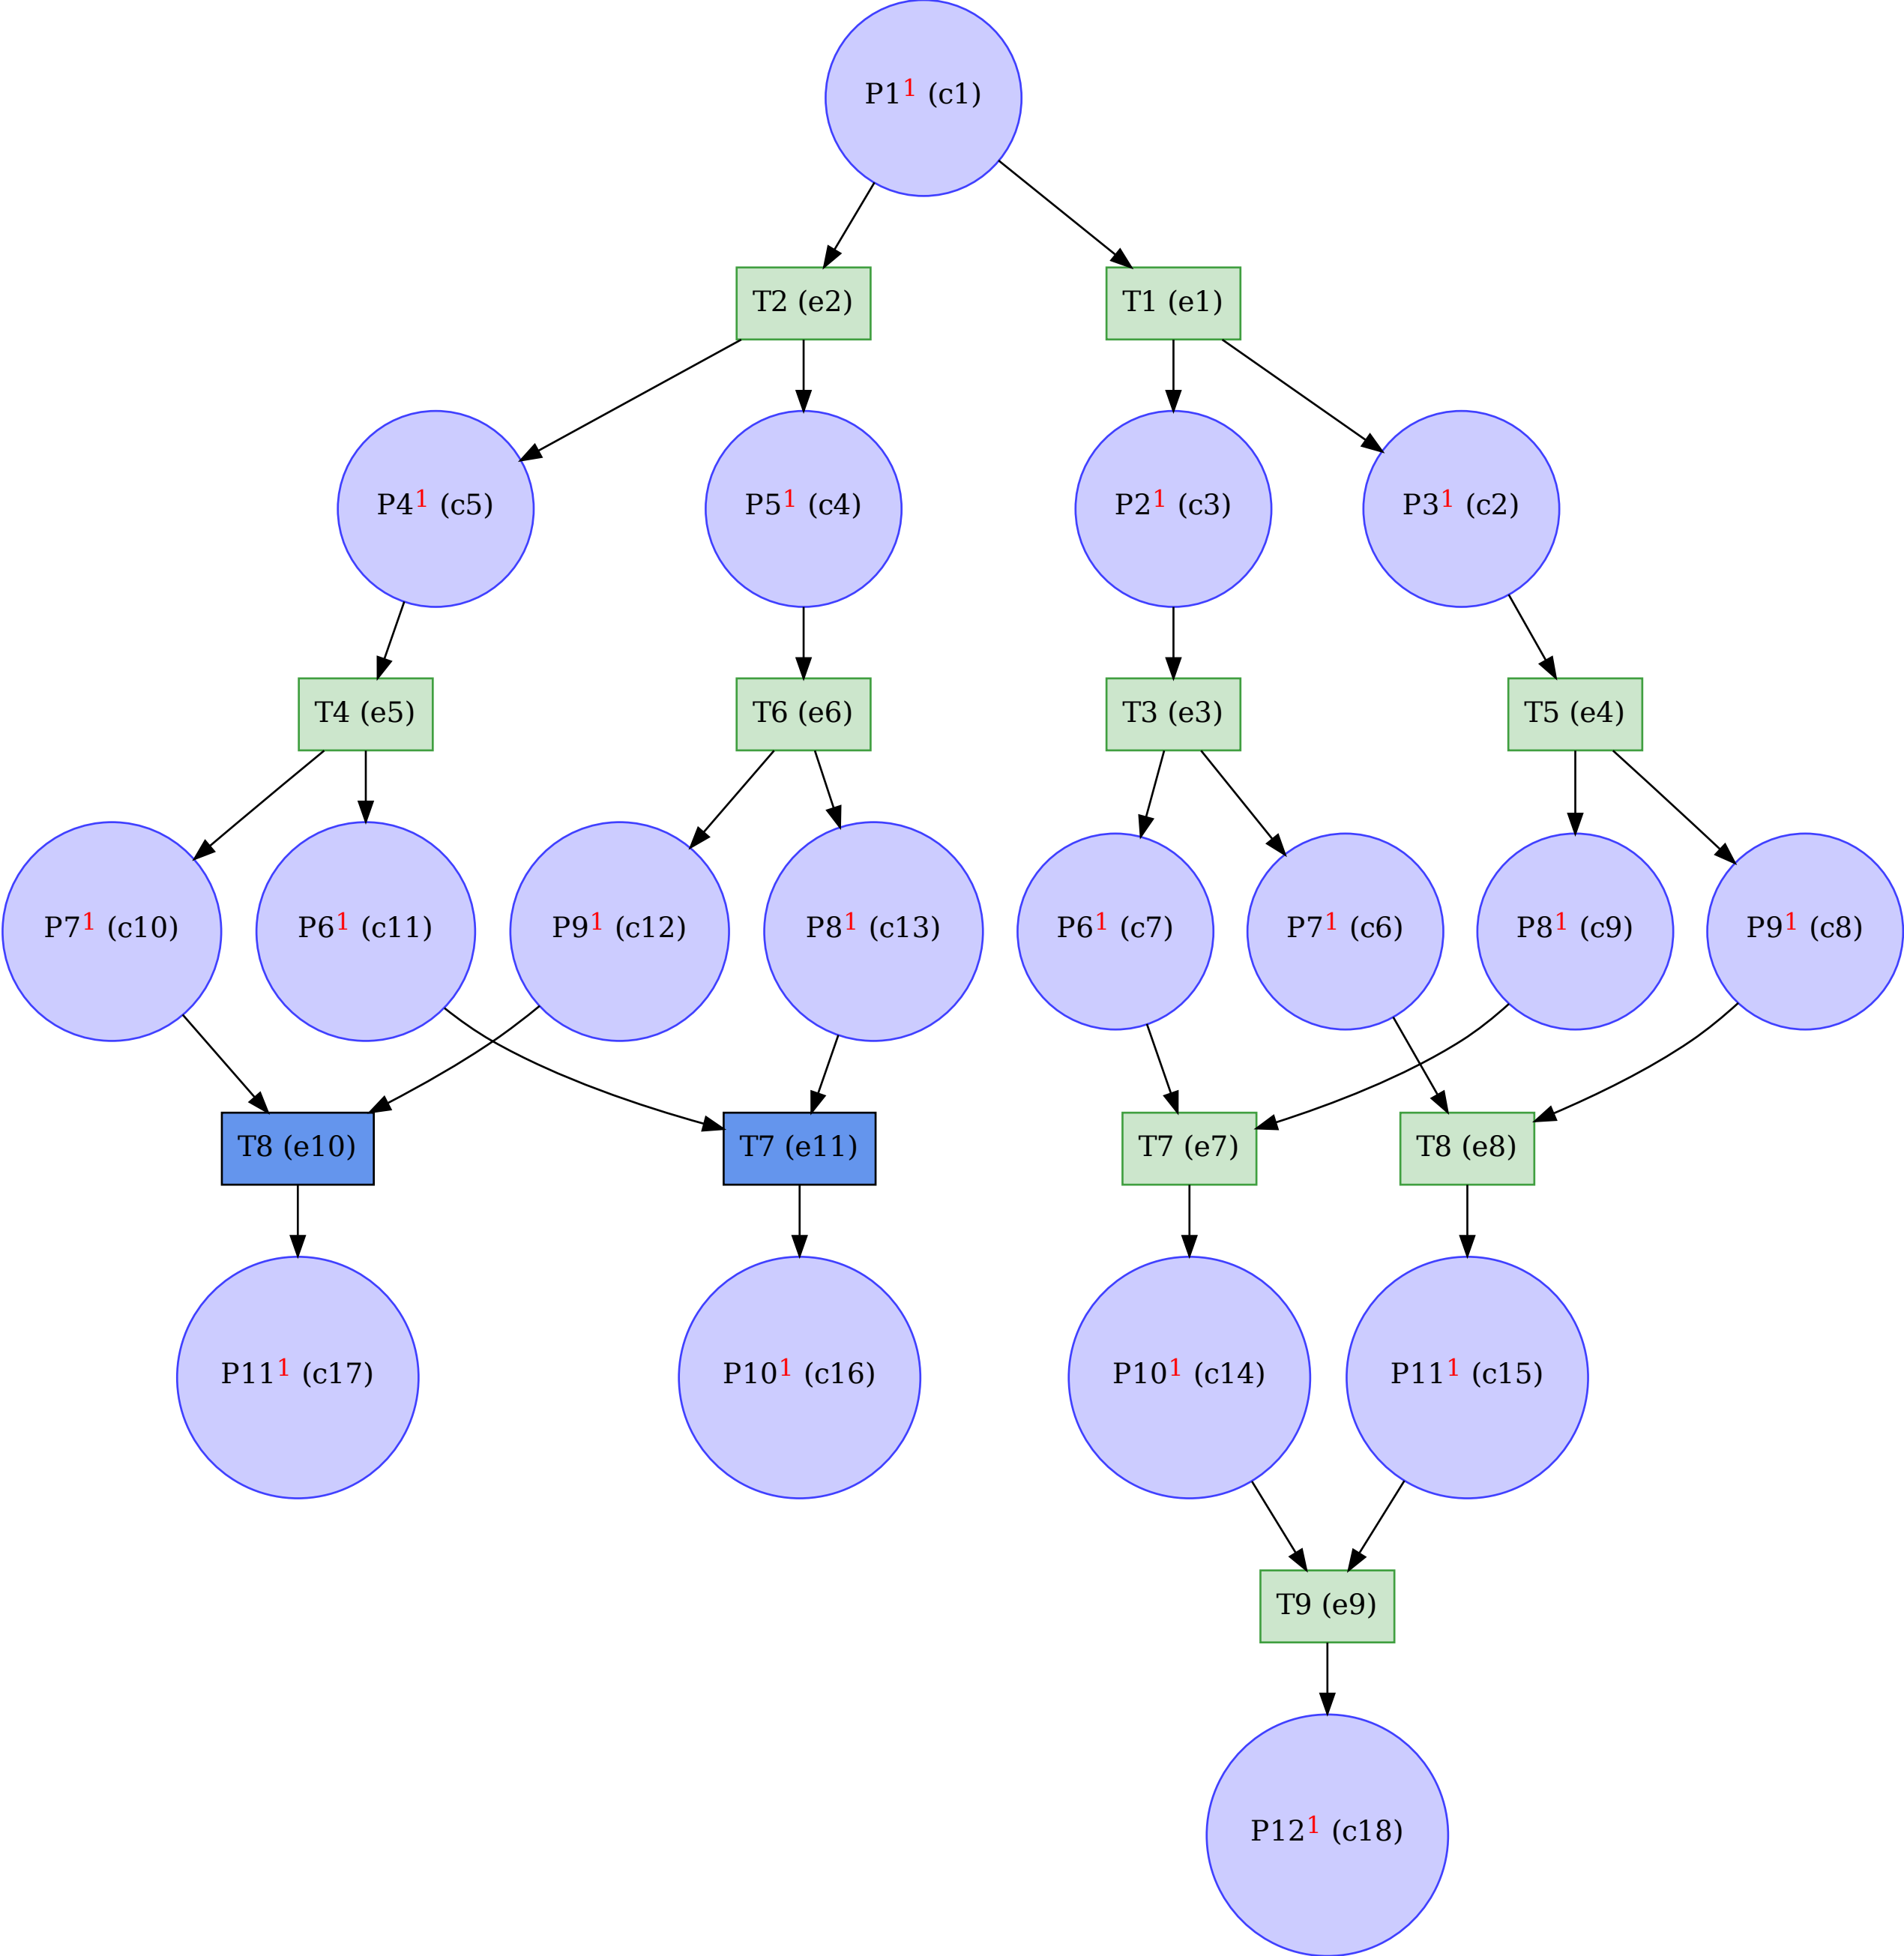 P1¹ (c1)
T2 (e2)
T1 (e1)
P4¹ (c5)
P5¹ (c4)
P2¹ (c3)
P3¹ (c2)
T4 (e5)
T6 (e6)
T3 (e3)
T5 (e4)
P7¹ (c10)
P6¹ (c11)
P9¹ (c12)
P8¹ (c13)
P6¹ (c7)
P7¹ (c6)
P8¹ (c9)
P9¹ (c8)
T8 (e10)
T7 (e11)
T7 (e7)
T8 (e8)
P11¹ (c17)
P10¹ (c16)
P10¹ (c14)
P11¹ (c15)
T9 (e9)
P12¹ (c18)